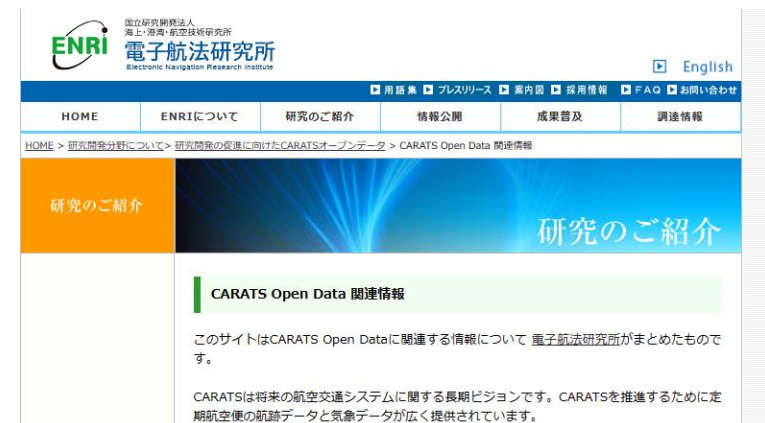 国立研究開発法人
海上・港湾・航空技術研究所
ENRI
電子航法研究所
Electronic Navigation Research Institute
English
用語集 プレスリリース 案内図 採用情報 FAQ お問い合わせ
HOME ENRIについて 研究のご紹介 情報公開 成果普及 調達情報
HOME > 研究開発分野について> 研究開発の促進に向けたCARATSオープンデータ > CARATS Open Data 関連情報
研究のご紹介
研究のご紹介
CARATS Open Data 関連情報
このサイトはCARATS Open Dataに関連する情報について 電子航法研究所がまとめたもので
す。
CARATSは将来の航空交通システムに関する長期ビジョンです。CARATSを推進するために定
期航空便の航跡データと気象データが広く提供されています。